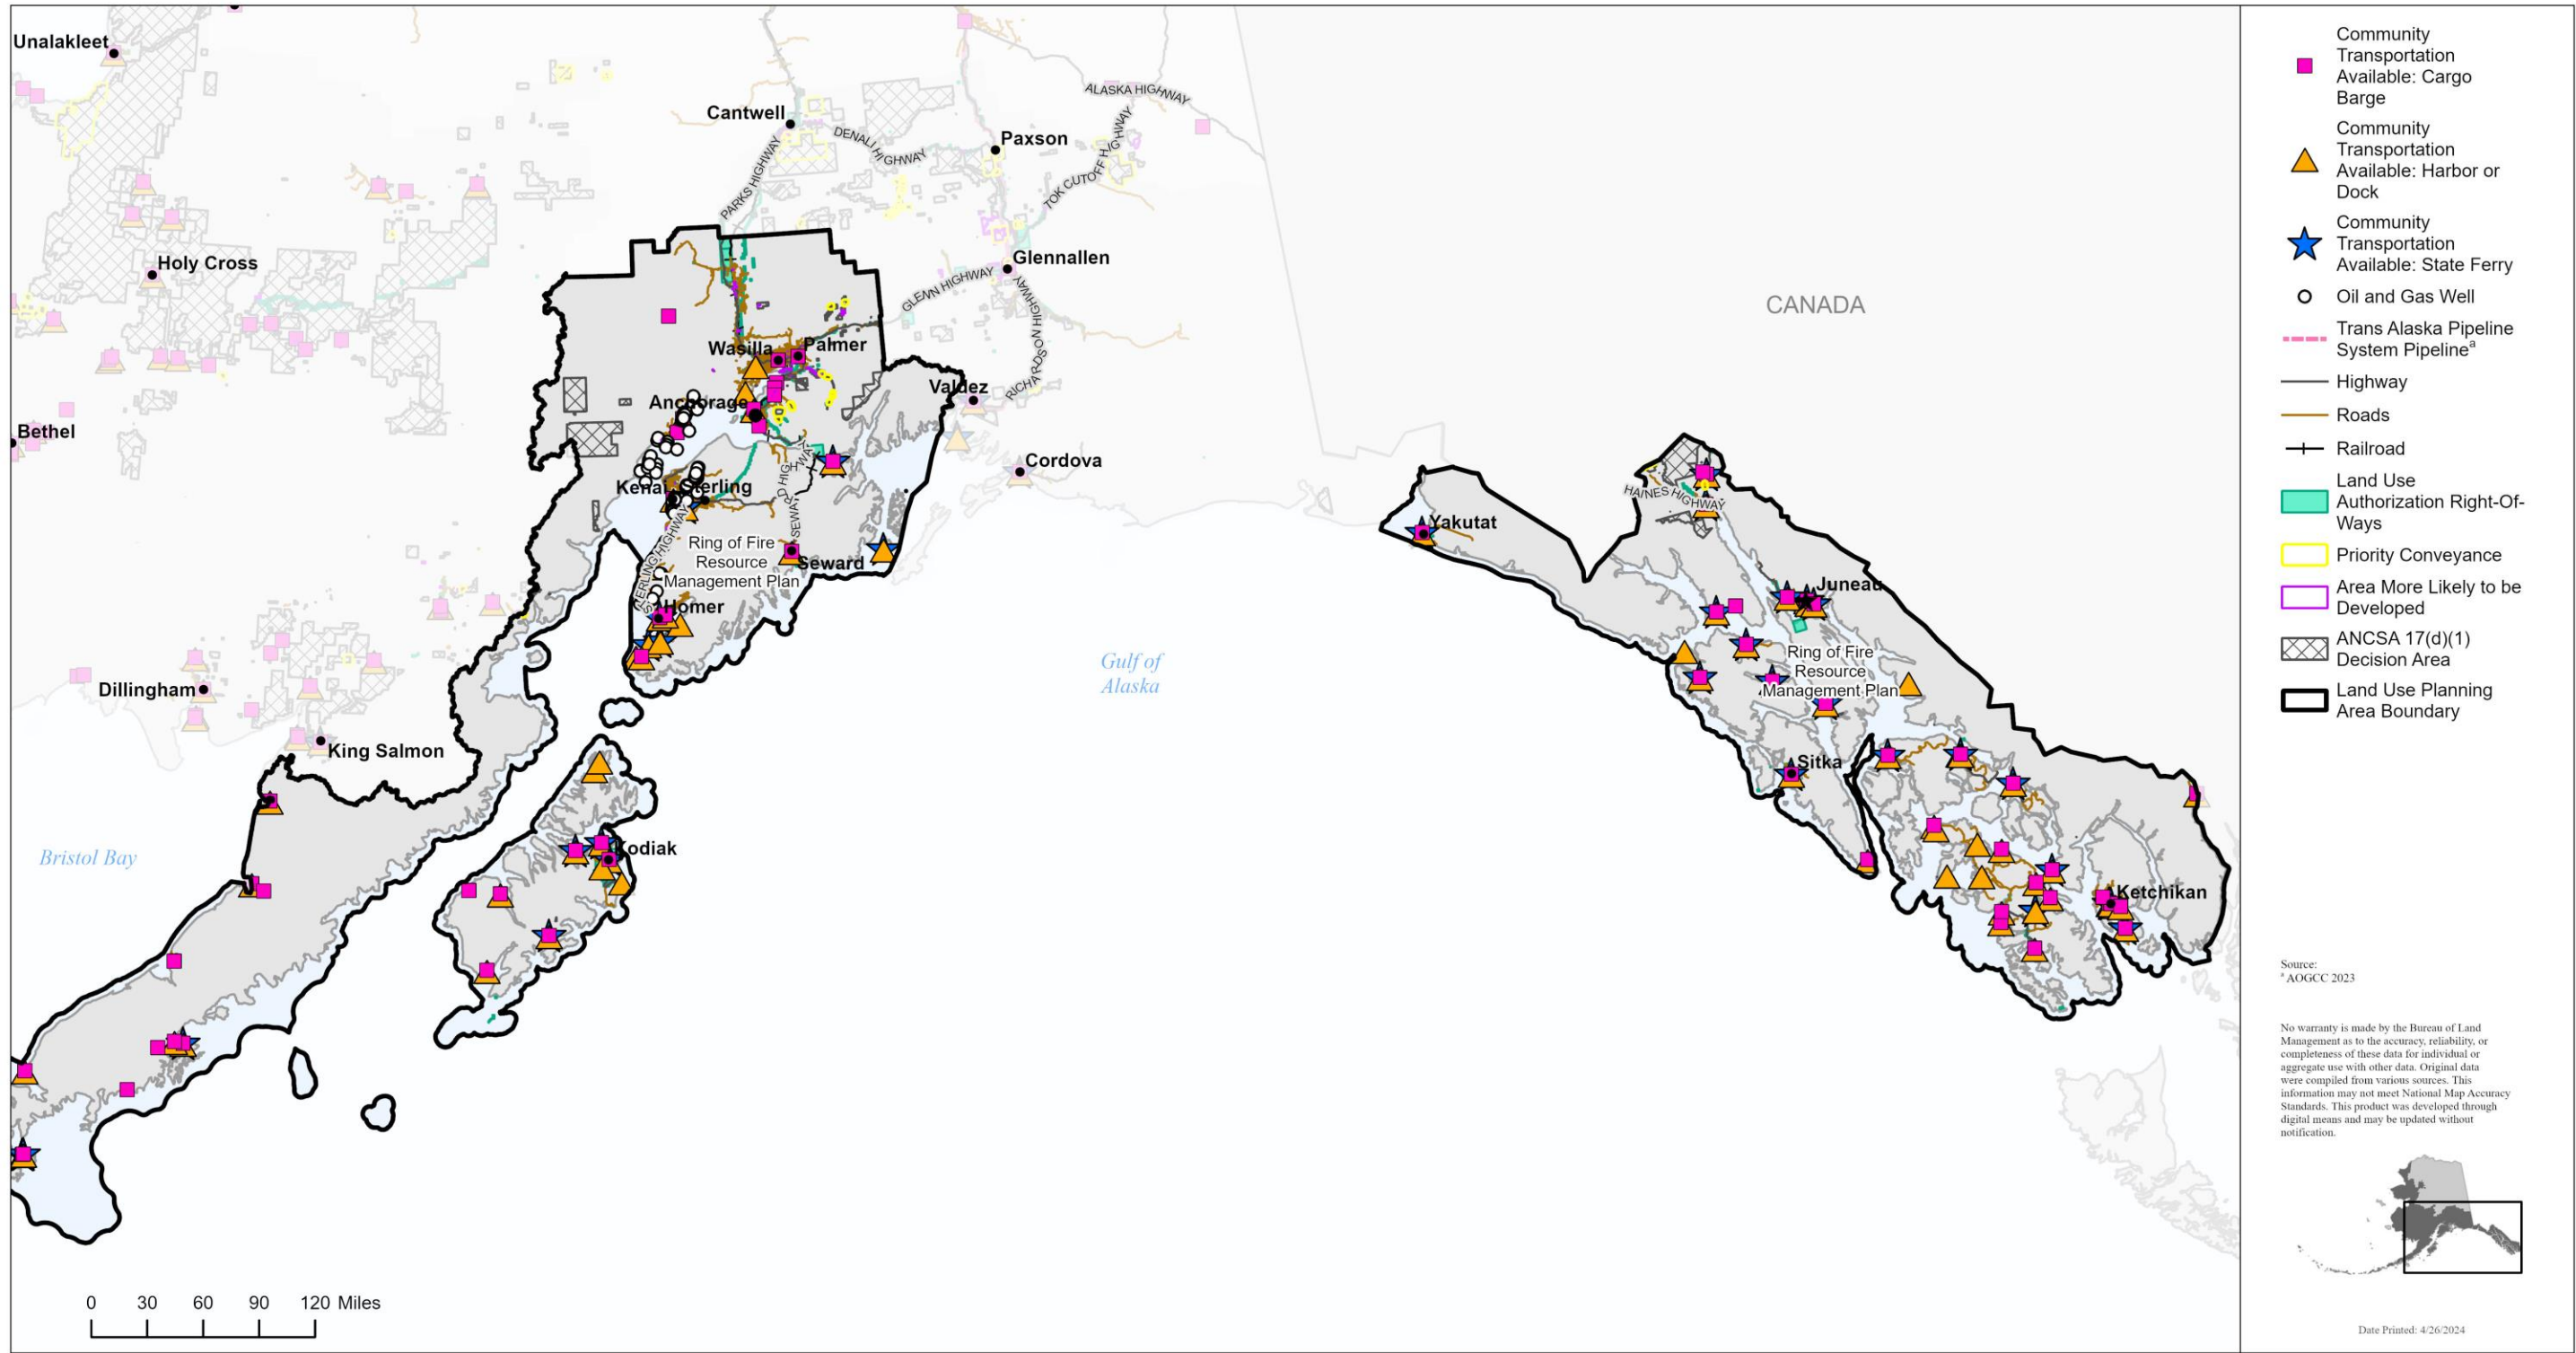 Unalakleet
Cantwell
ALASKA HIGHWAY
DENALI HIGHWAY
Paxson
PARKS HIGHWAY
TOK CUTOFF HIGHWAY
Holy Cross
Glennallen
GLENN HIGHWAY
RICHARDSON HIGHWAY
CANADA
Wasilla
Palmer
Valdez
Anchorage
Bethel
Cordova
Kenai
Sterling
SEWARD HIGHWAY
HAINES HIGHWAY
Yakutat
STERLING HIGHWAY
Ring of Fire
Resource
Management Plan
Seward
Homer
Juneau
Ring of Fire
Resource
Management Plan
Gulf of
Alaska
Dillingham
King Salmon
Sitka
Bristol Bay
Kodiak
Ketchikan
0 30 60 90 120 Miles
Community
Transportation
Available: Cargo
Barge
Community
Transportation
Available: Harbor or
Dock
Community
Transportation
Available: State Ferry
Oil and Gas Well
Trans Alaska Pipeline
System Pipelineᵃ
Highway
Roads
Railroad
Land Use
Authorization Right-Of-
Ways
Priority Conveyance
Area More Likely to be
Developed
ANCSA 17(d)(1)
Decision Area
Land Use Planning
Area Boundary
Source:
ᵃ AOGCC 2023
No warranty is made by the Bureau of Land
Management as to the accuracy, reliability, or
completeness of these data for individual or
aggregate use with other data. Original data
were compiled from various sources. This
information may not meet National Map Accuracy
Standards. This product was developed through
digital means and may be updated without
notification.
Date Printed: 4/26/2024